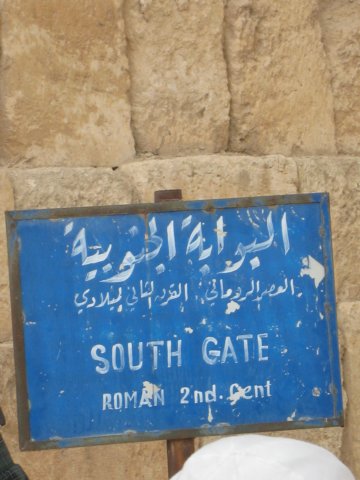 البوابة الجنوبية
العصر الروماني القرن الثاني الميلادي
SOUTH GATE
ROMAN 2nd. Cent